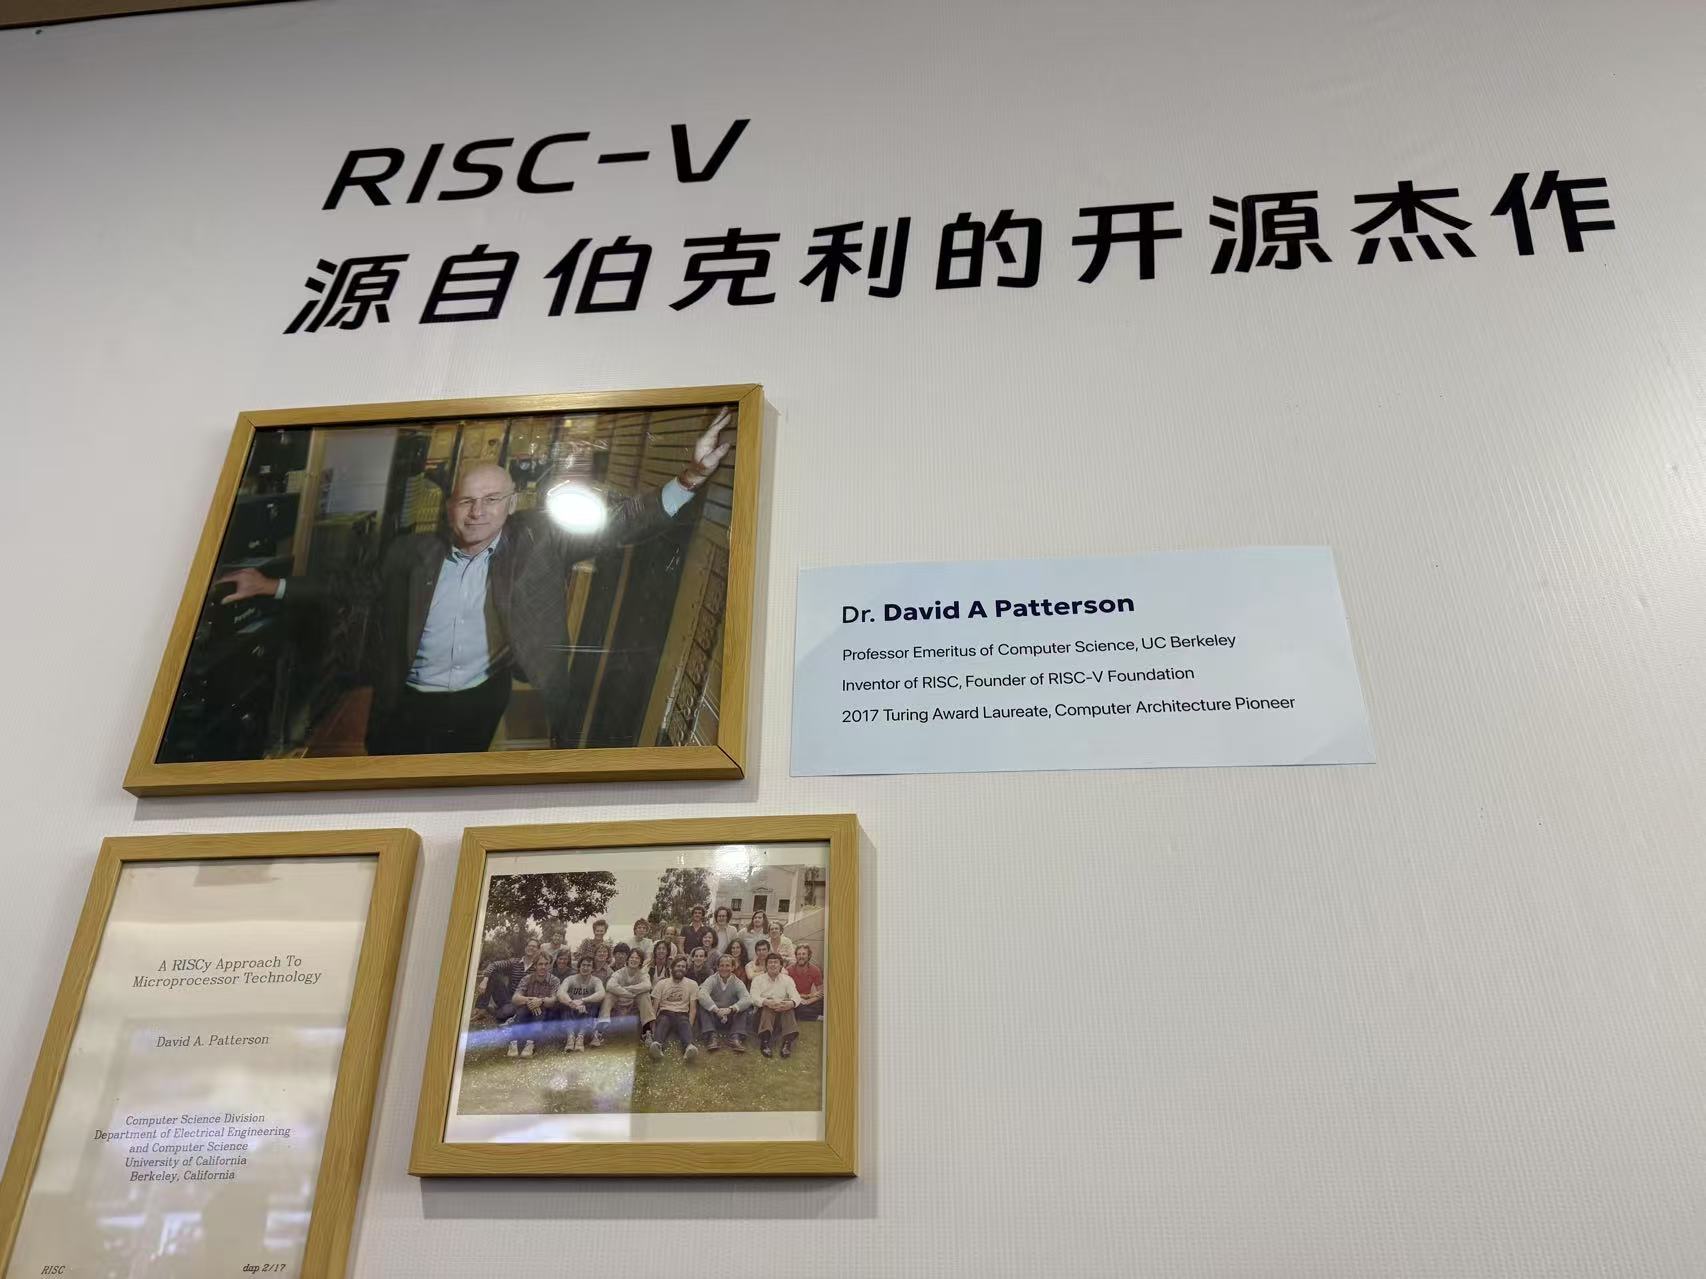 RISC-V
源自伯克利的开源杰作
Dr. David A Patterson
Professor Emeritus of Computer Science, UC Berkeley
Inventor of RISC, Founder of RISC-V Foundation
2017 Turing Award Laureate, Computer Architecture Pioneer
A RISCy Approach To
Microprocessor Technology
David A. Patterson
Computer Science Division
Department of Electrical Engineering
and Computer Science
University of California
Berkeley, California
RISC
dap 2/17